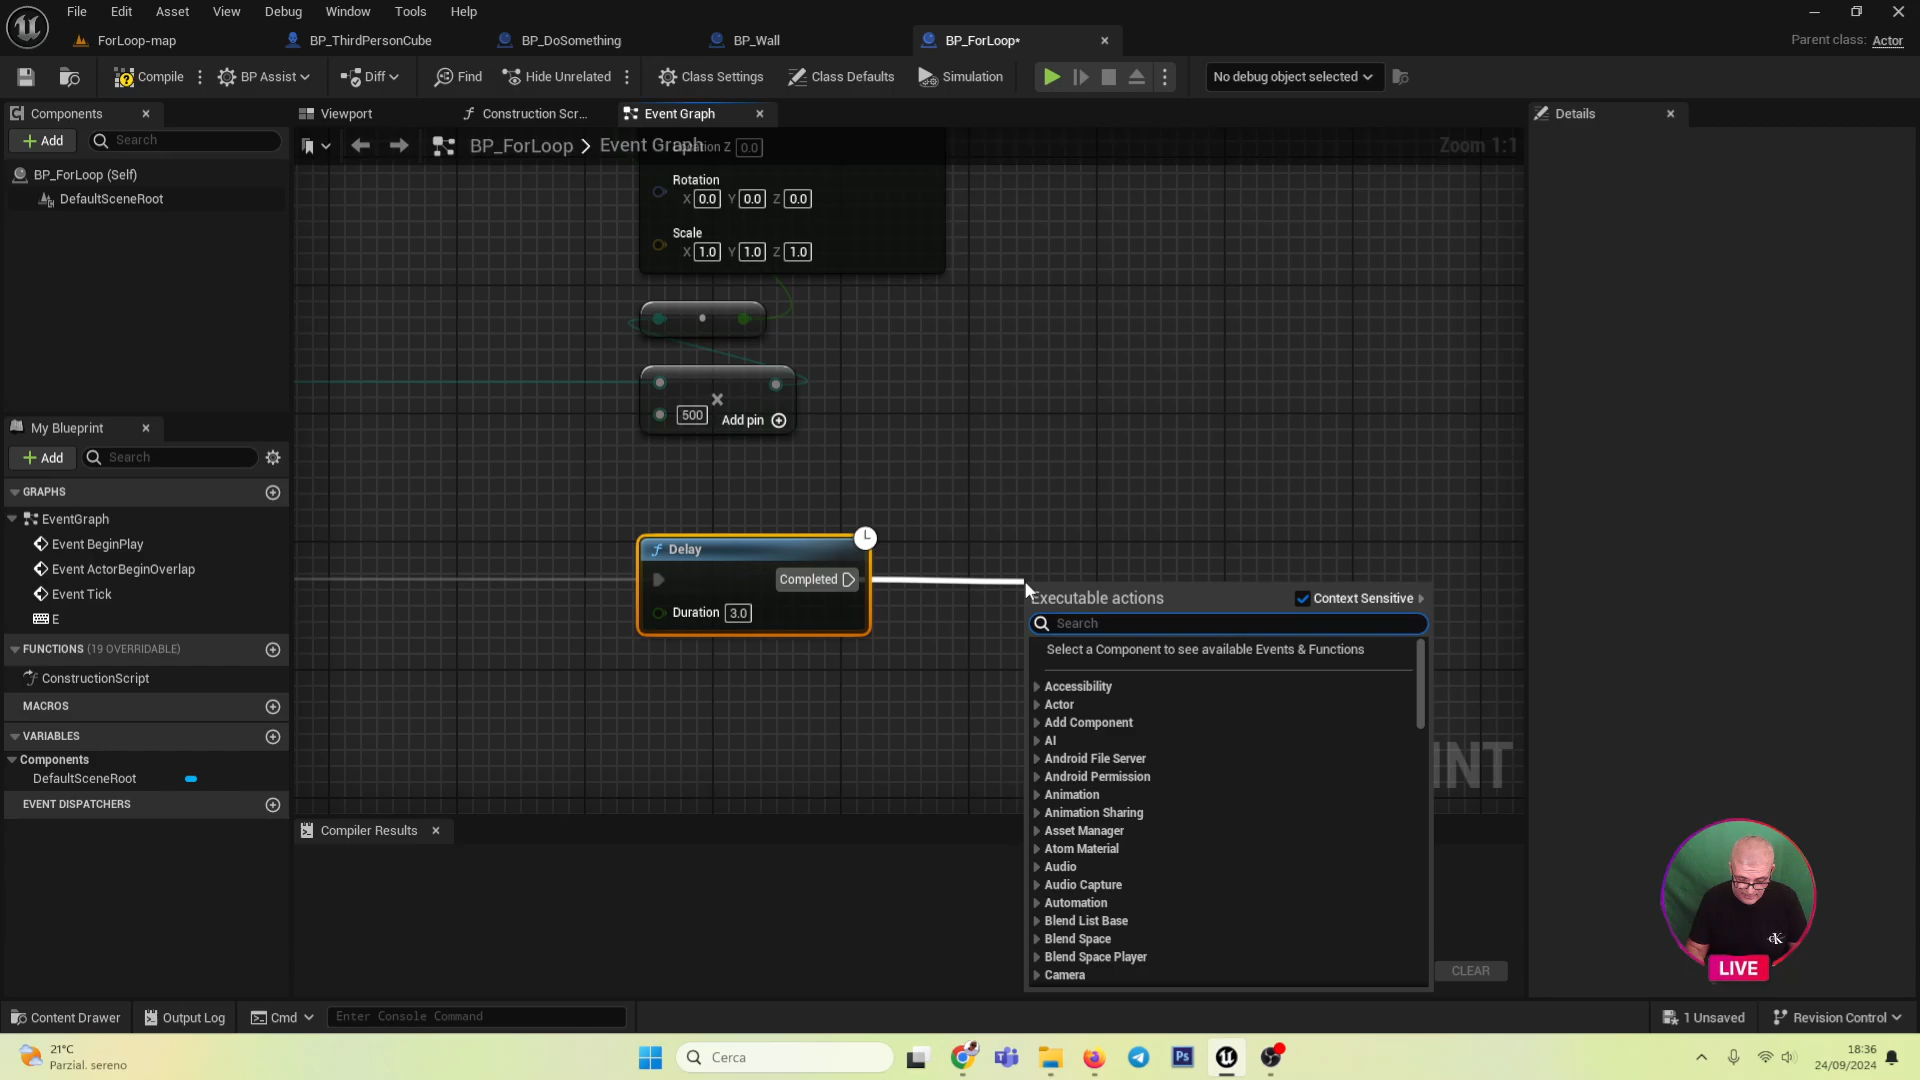 File Edit Asset View Debug Window Tools Help
ForLoop-map BP_ThirdPersonCube BP_DoSomething BP_Wall BP_ForLoop* Parent class: Actor
Compile BP Assist Diff Find Hide Unrelated Class Settings Class Defaults Simulation No debug object selected
Components Viewport Construction Scr... Event Graph Details
Add Search BP_ForLoop > Event Graph Zoom 1:1
Location Z 0.0
BP_ForLoop (Self)
DefaultSceneRoot
Rotation
X 0.0 Y 0.0 Z 0.0
Scale
X 1.0 Y 1.0 Z 1.0
500 Add pin
My Blueprint
Add Search
GRAPHS
EventGraph
Event BeginPlay
Event ActorBeginOverlap
Event Tick
E
FUNCTIONS (19 OVERRIDABLE)
ConstructionScript
MACROS
VARIABLES
Components
DefaultSceneRoot
EVENT DISPATCHERS
Delay
Completed
Duration 3.0
Executable actions Context Sensitive
Search
Select a Component to see available Events & Functions
Accessibility
Actor
Add Component
AI
Android File Server
Android Permission
Animation
Animation Sharing
Asset Manager
Atom Material
Audio
Audio Capture
Automation
Blend List Base
Blend Space
Blend Space Player
Camera
INT
Compiler Results
CLEAR
LIVE
Content Drawer Output Log Cmd Enter Console Command 1 Unsaved Revision Control
21°C
Parzial. sereno
Cerca
Ps
18:36
24/09/2024